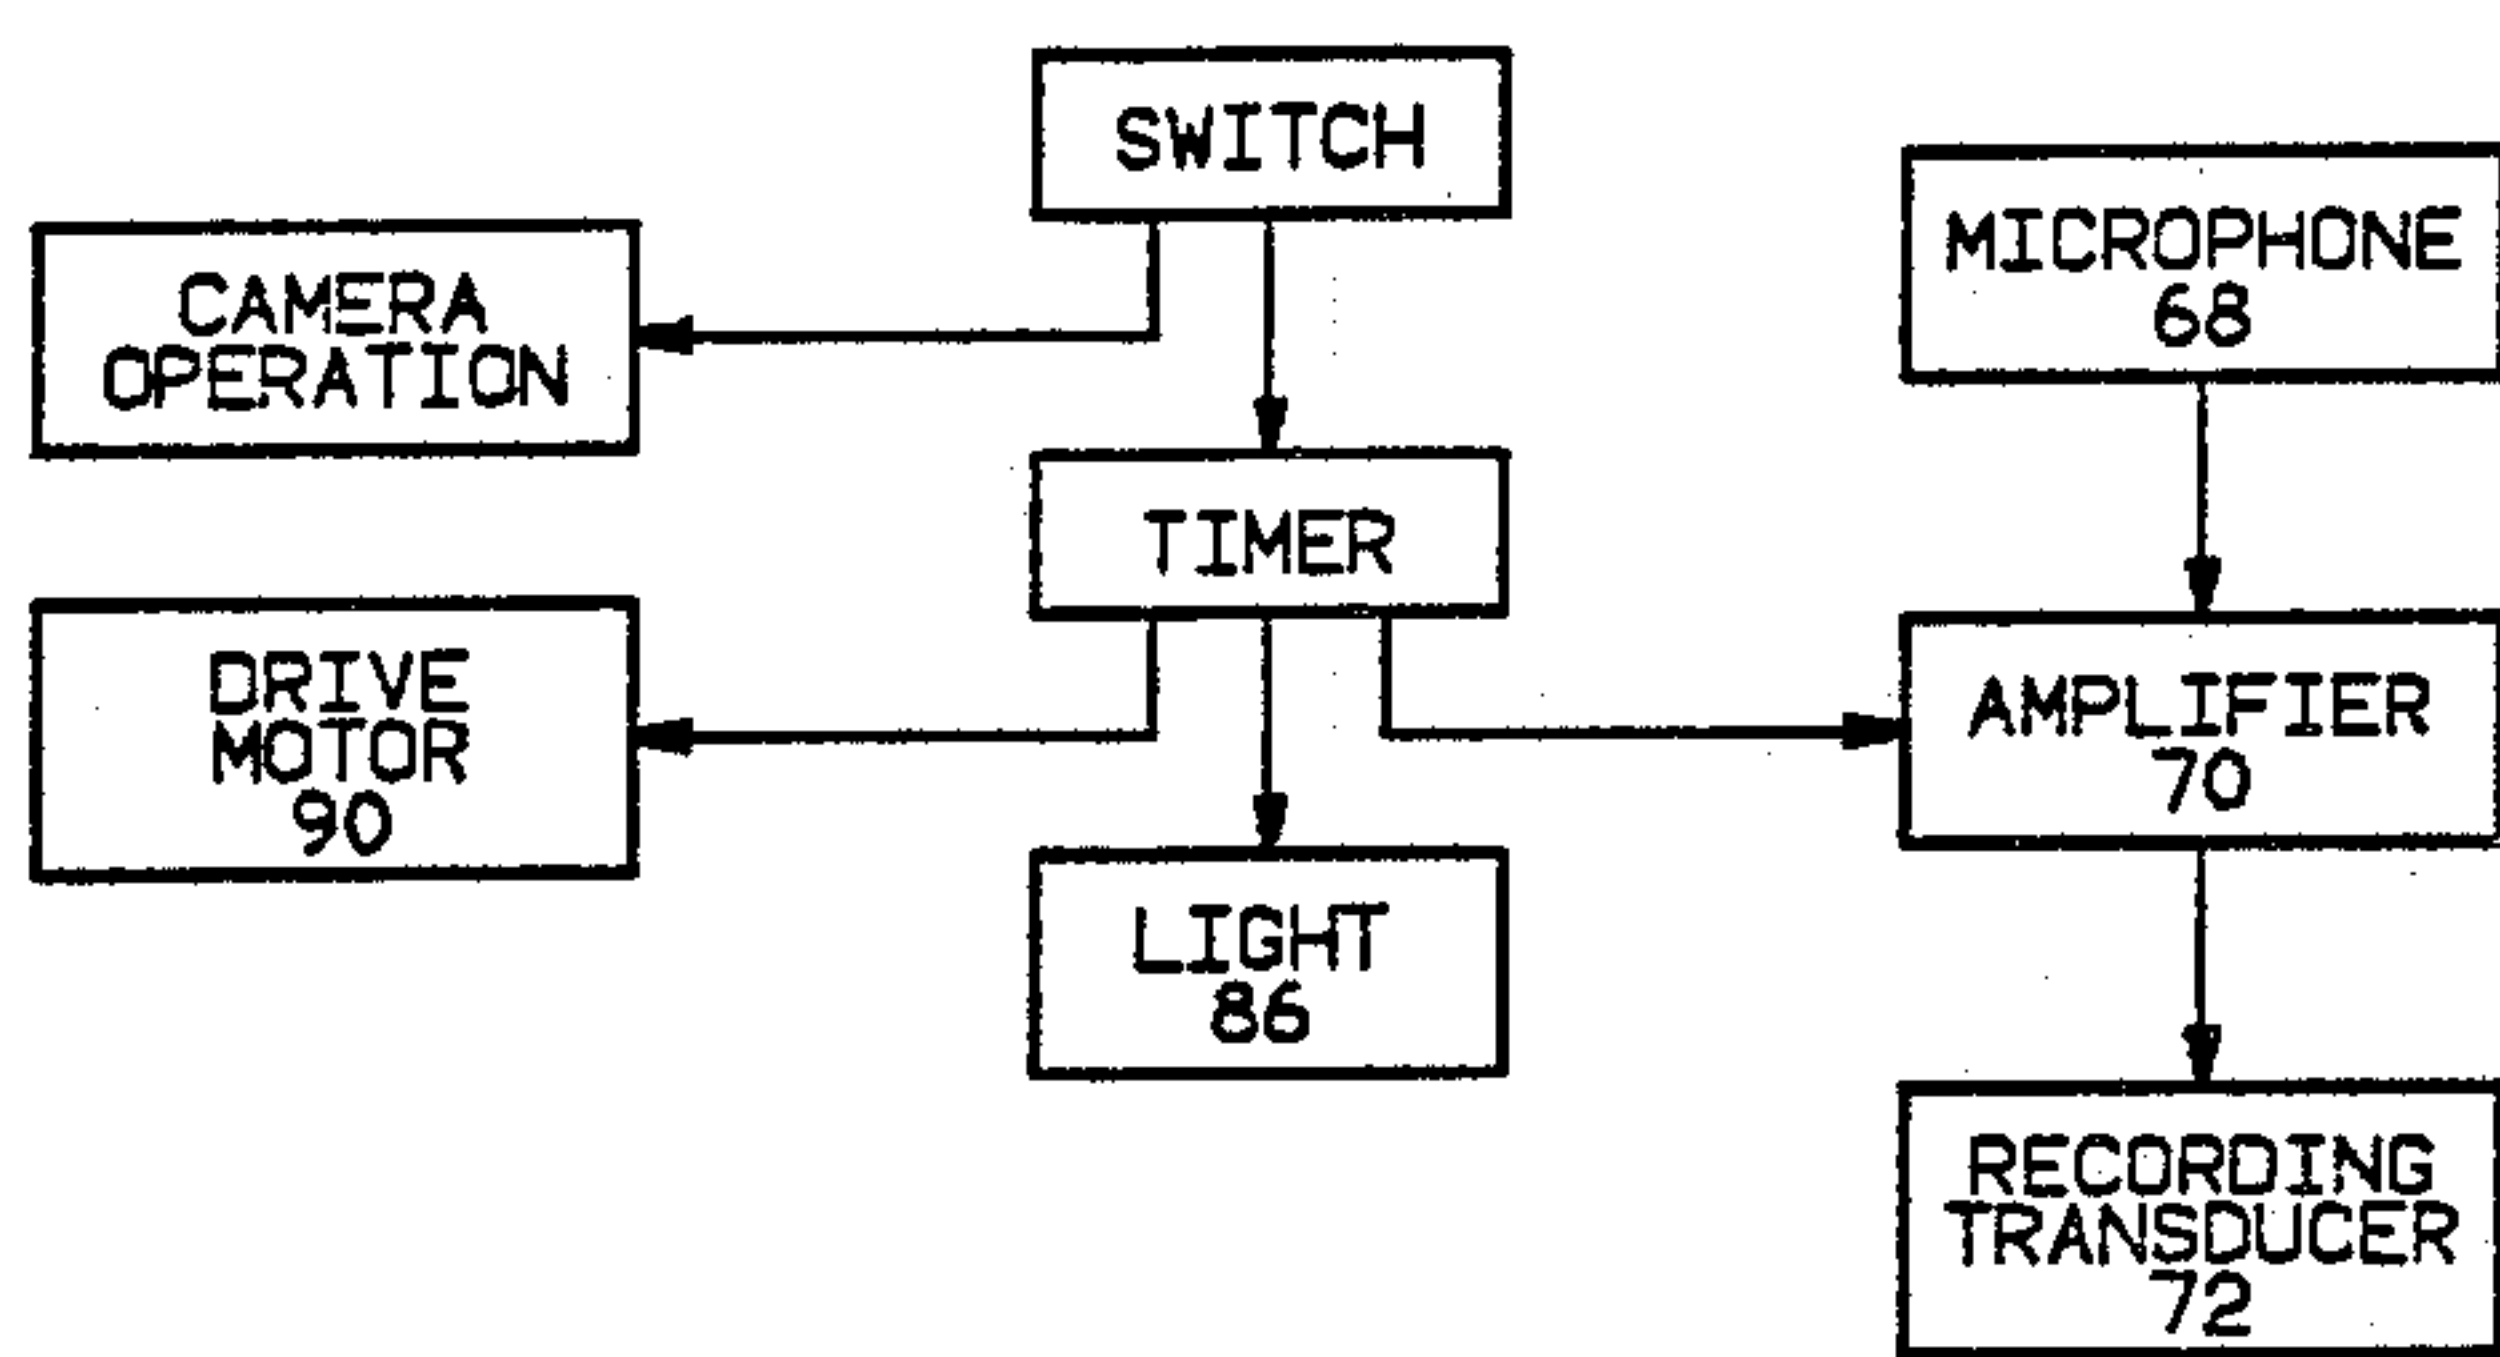 SWITCH
CAMERA
OPERATION
MICROPHONE
68
TIMER
DRIVE
MOTOR
90
AMPLIFIER
70
LIGHT
86
RECORDING
TRANSDUCER
72